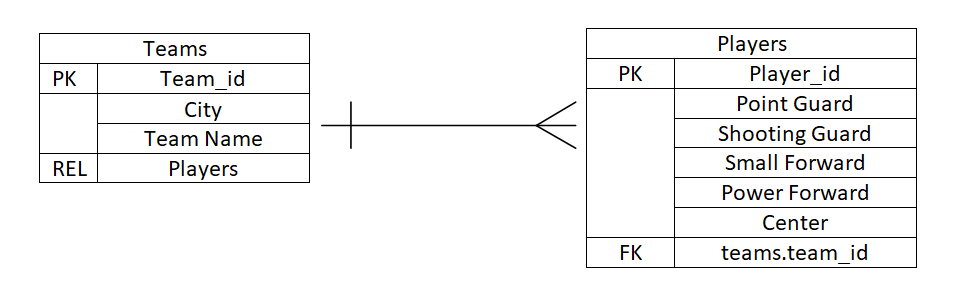 Teams
PK Team_id
City
Team Name
REL Players
Players
PK Player_id
Point Guard
Shooting Guard
Small Forward
Power Forward
Center
FK teams.team_id